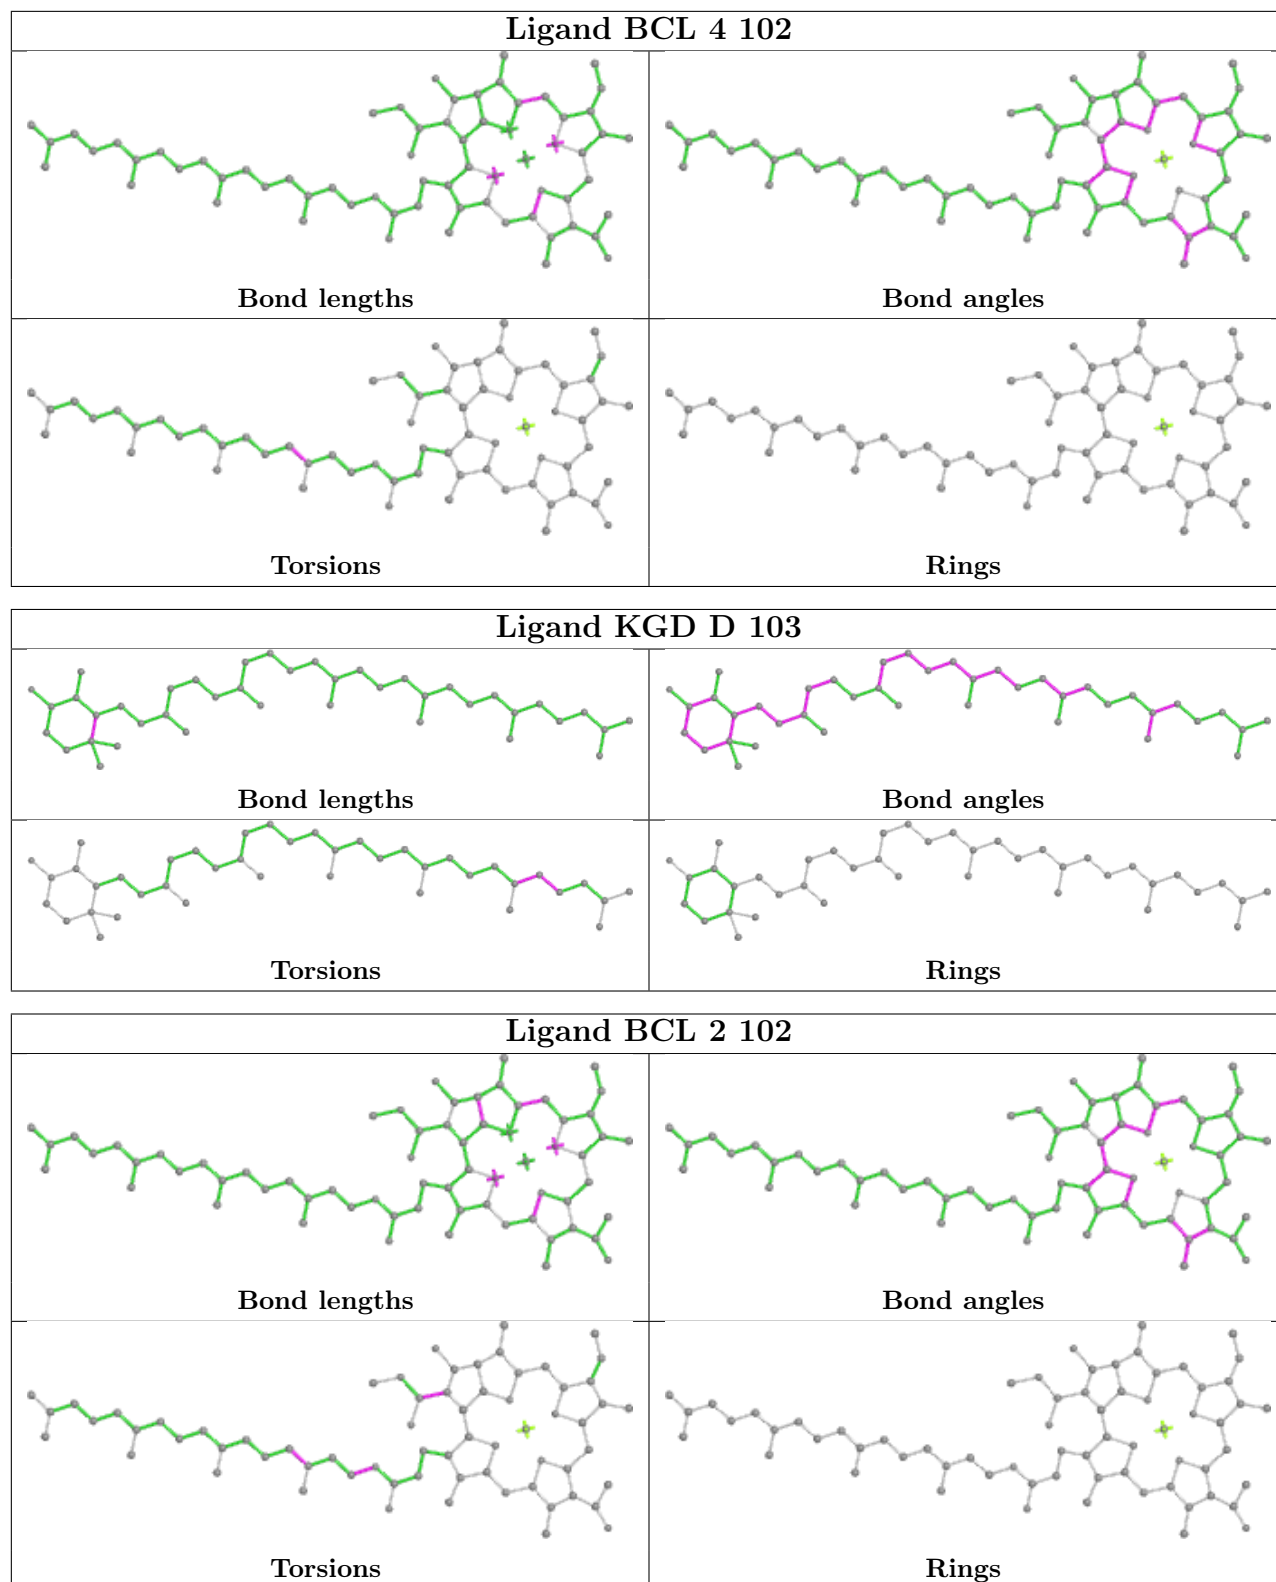 Ligand BCL 4 102
Bond lengths
Bond angles
Torsions
Rings
Ligand KGD D 103
Bond lengths
Bond angles
Torsions
Rings
Ligand BCL 2 102
Bond lengths
Bond angles
Torsions
Rings